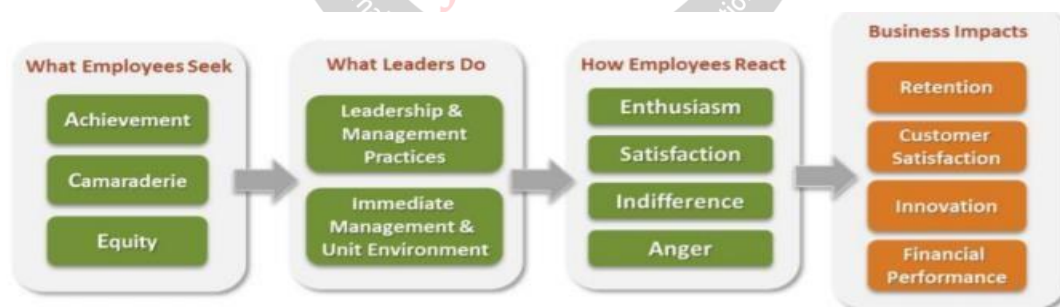 What Employees Seek
Achievement
Camaraderie
Equity
What Leaders Do
Leadership &
Management
Practices
Immediate
Management &
Unit Environment
How Employees React
Enthusiasm
Satisfaction
Indifference
Anger
Business Impacts
Retention
Customer
Satisfaction
Innovation
Financial
Performance